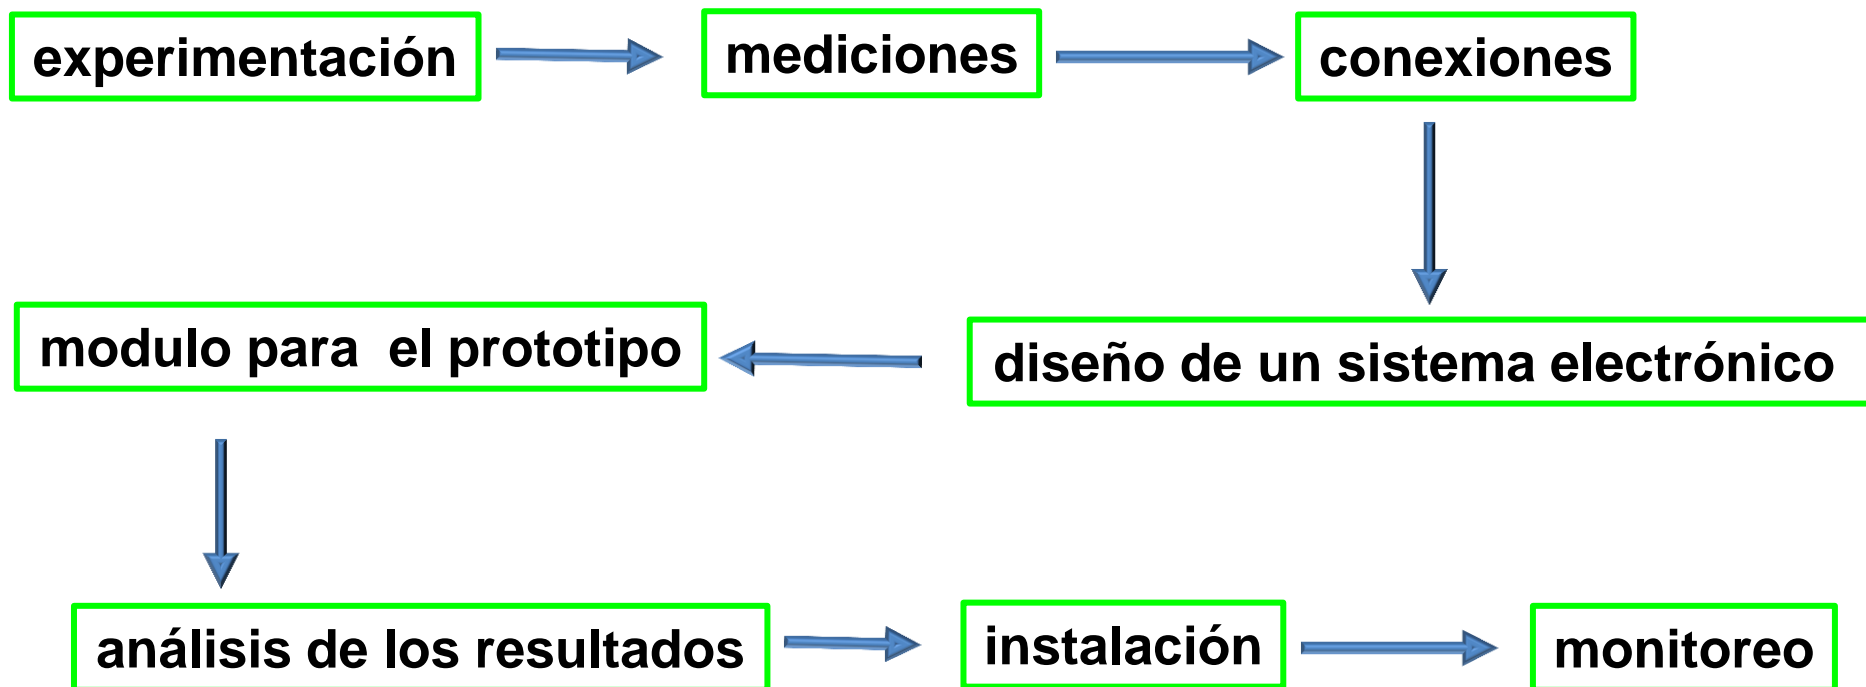 experimentación
mediciones
conexiones
diseño de un sistema electrónico
modulo para el prototipo
análisis de los resultados
instalación
monitoreo